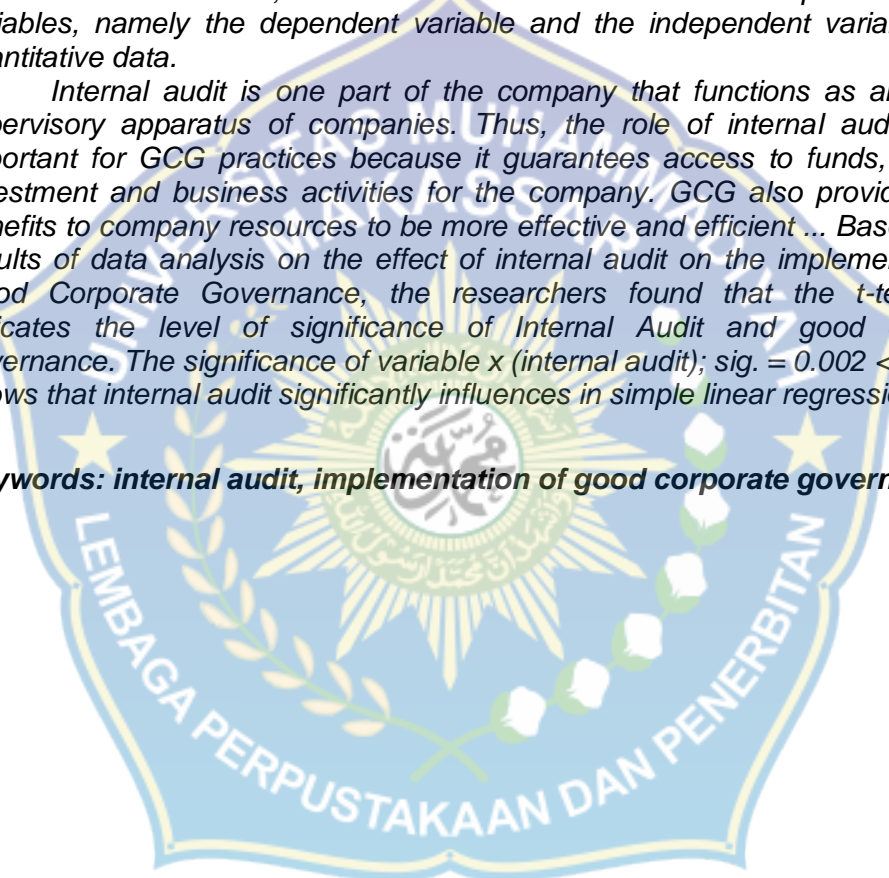 iables, namely the dependent variable and the independent varia
ntitative data.
Internal audit is one part of the company that functions as a
pervisory apparatus of companies. Thus, the role of internal aud
portant for GCG practices because it guarantees access to funds,
estment and business activities for the company. GCG also provid
nefits to company resources to be more effective and efficient ... Base
ults of data analysis on the effect of internal audit on the impleme
od Corporate Governance, the researchers found that the t-te
icates the level of significance of Internal Audit and good
vernance. The significance of variable x (internal audit); sig. = 0.002 <
ows that internal audit significantly influences in simple linear regressi
ywords: internal audit, implementation of good corporate govern
UNIVERSITAS MUHAMMADIYAH
MAKASSAR
LEMBAGA PERPUSTAKAAN DAN PENERBITAN